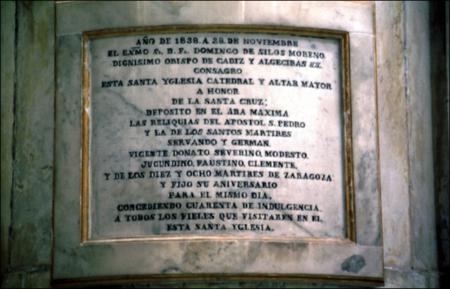 AÑO DE 1838 A 28 DE NOVIEMBRE
EL EXMO S. D. F. DOMINGO DE SILOS MORENO
DIGNISIMO OBISPO DE CADIZ Y ALGECIRAS
CONSAGRO
ESTA SANTA YGLESIA CATEDRAL Y ALTAR MAYOR
A HONOR
DE LA SANTA CRUZ;
DEPOSITO EN EL ARA MAXIMA
LAS RELIQUIAS DEL APOSTOL S. PEDRO
Y LA DE LOS SANTOS MARTIRES
SERVANDO Y GERMAN,
VICENTE, DONATO SEVERINO, MODESTO,
JUCUNDINO, FAUSTINO, CLEMENTE,
Y DE LOS DIEZ Y OCHO MARTIRES DE ZARAGOZA
Y FIJO SU ANIVERSARIO
PARA EL MISMO DIA,
CONCEDIENDO CUARENTA DE INDULGENCIA
A TODOS LOS FIELES QUE VISITAREN EN EL
ESTA SANTA YGLESIA.